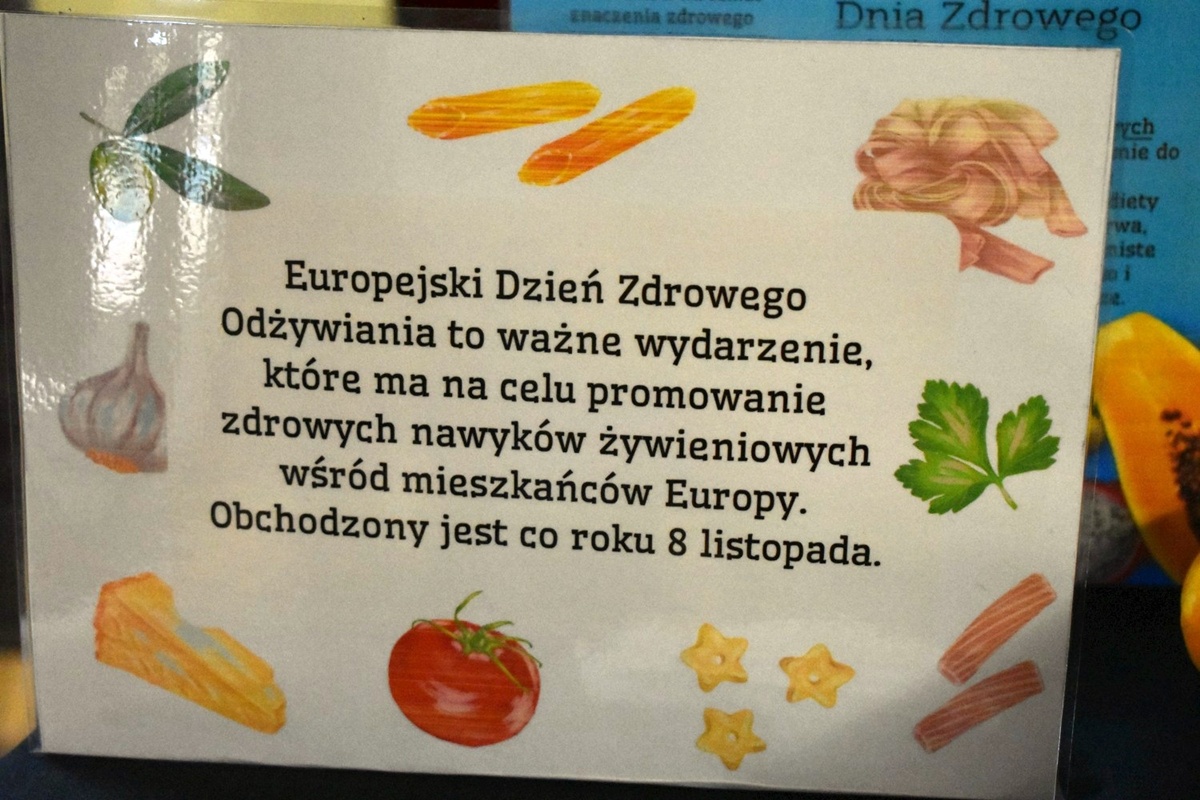 znaczenia zdrowego
Dnia Zdrowego
Europejski Dzień Zdrowego
Odżywiania to ważne wydarzenie,
które ma na celu promowanie
zdrowych nawyków żywieniowych
wśród mieszkańców Europy.
Obchodzony jest co roku 8 listopada.
do
i